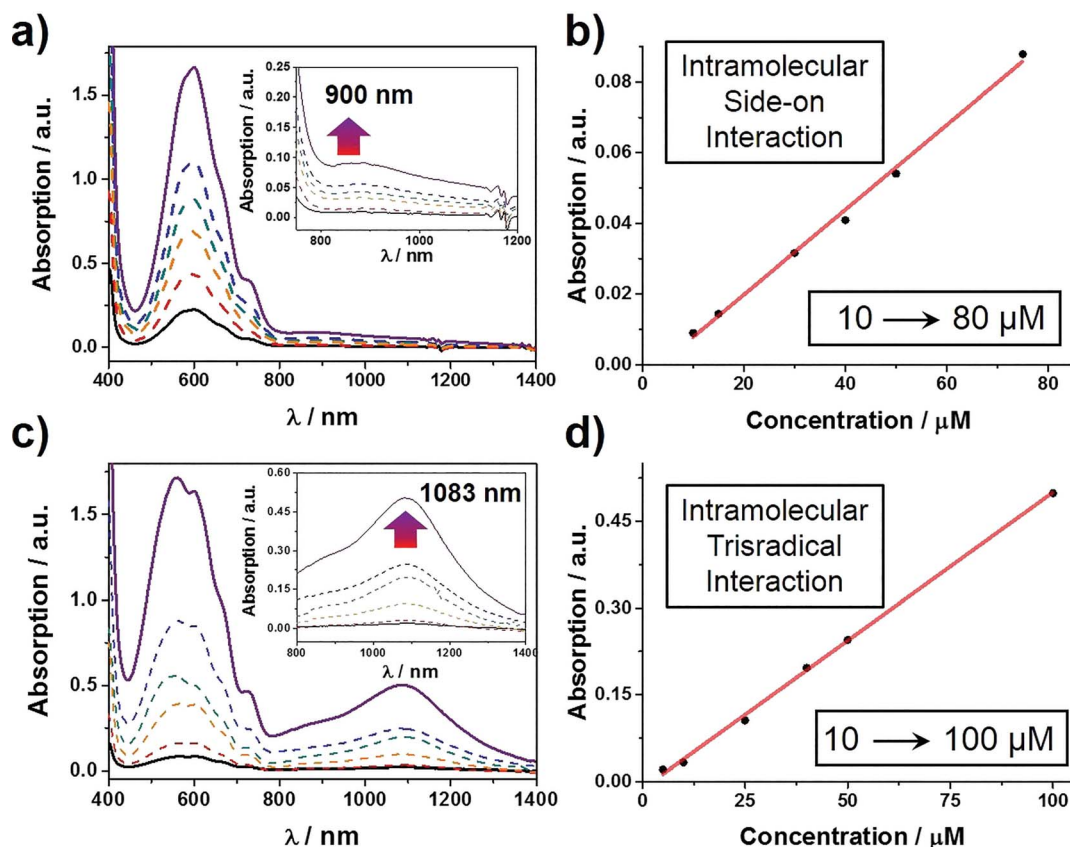 a)
Absorption / a.u.
1.5
1.0
0.5
0.0
400 600 800 1000 1200 1400
λ / nm
900 nm
Absorption / a.u.
0.25
0.20
0.15
0.10
0.05
0.00
800 1000 1200
λ / nm
b)
Absorption / a.u.
0.08
0.06
0.04
0.02
0.00
0 20 40 60 80
Concentration / μM
Intramolecular
Side-on
Interaction
10 → 80 μM
c)
Absorption / a.u.
1.5
1.0
0.5
0.0
400 600 800 1000 1200 1400
λ / nm
1083 nm
Absorption / a.u.
0.60
0.45
0.30
0.15
0.00
800 1000 1200 1400
λ / nm
d)
Absorption / a.u.
0.45
0.30
0.15
0.00
25 50 75 100
Concentration / μM
Intramolecular
Trisradical
Interaction
10 → 100 μM